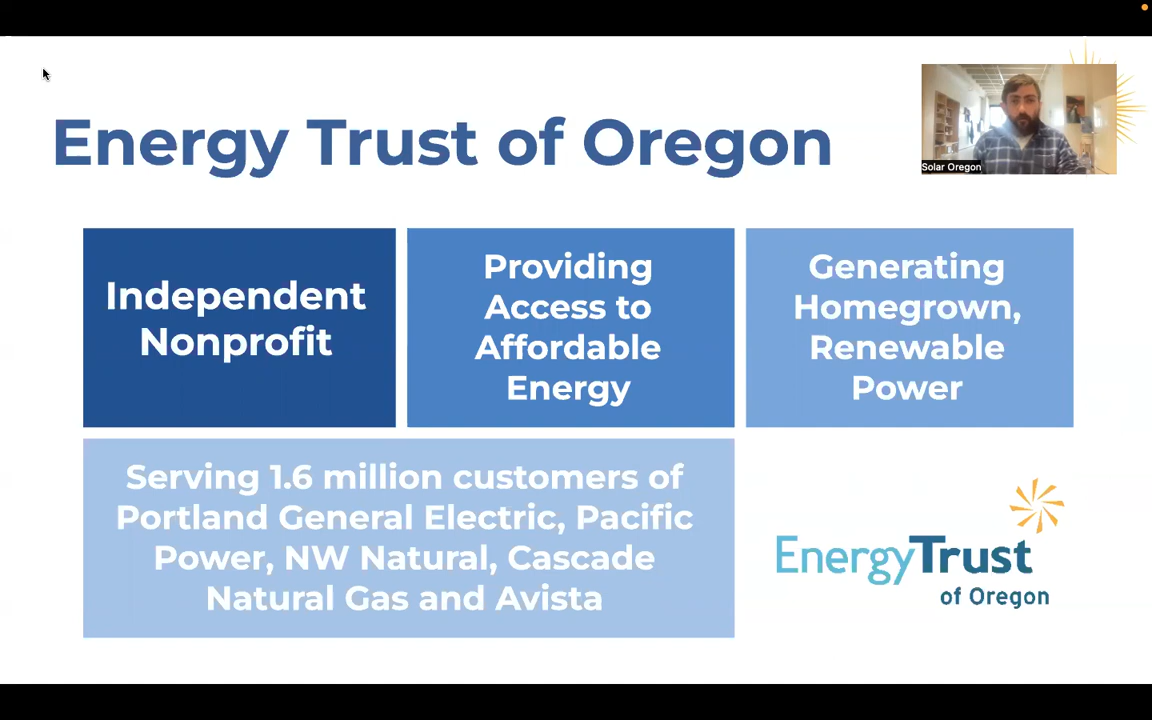 Energy Trust of Oregon
Solar Oregon
Independent
Nonprofit
Providing
Access to
Affordable
Energy
Generating
Homegrown,
Renewable
Power
Serving 1.6 million customers of
Portland General Electric, Pacific
Power, NW Natural, Cascade
Natural Gas and Avista
EnergyTrust
of Oregon